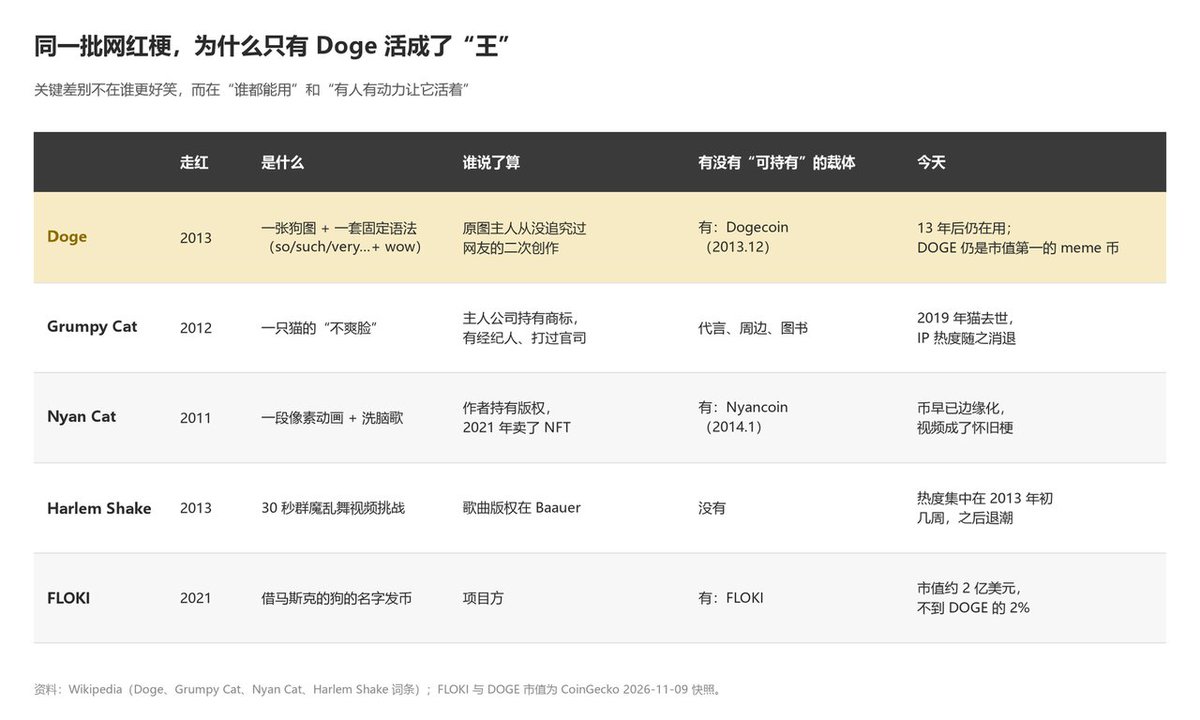 同一批网红梗，为什么只有 Doge 活成了“王”
关键差别不在谁更好笑，而在“谁都能用”和“有人有动力让它活着”
走红 是什么 谁说了算 有没有“可持有”的载体 今天
Doge 2013 一张狗图 + 一套固定语法 原图主人从没追究过 有：Dogecoin 13 年后仍在用；
（so/such/very...+ wow） 网友的二次创作 （2013.12） DOGE 仍是市值第一的 meme 币
Grumpy Cat 2012 一只猫的“不爽脸” 主人公司持有商标， 代言、周边、图书 2019 年猫去世，
有经纪人、打过官司 IP 热度随之消退
Nyan Cat 2011 一段像素动画 + 洗脑歌 作者持有版权， 有：Nyancoin 币早已边缘化，
2021 年卖了 NFT （2014.1） 视频成了怀旧梗
Harlem Shake 2013 30 秒群魔乱舞视频挑战 歌曲版权在 Baauer 没有 热度集中在 2013 年初
几周，之后退潮
FLOKI 2021 借马斯克的狗的名字发币 项目方 有：FLOKI 市值约 2 亿美元，
不到 DOGE 的 2%
资料：Wikipedia（Doge、Grumpy Cat、Nyan Cat、Harlem Shake 词条）；FLOKI 与 DOGE 市值为 CoinGecko 2026-11-09 快照。